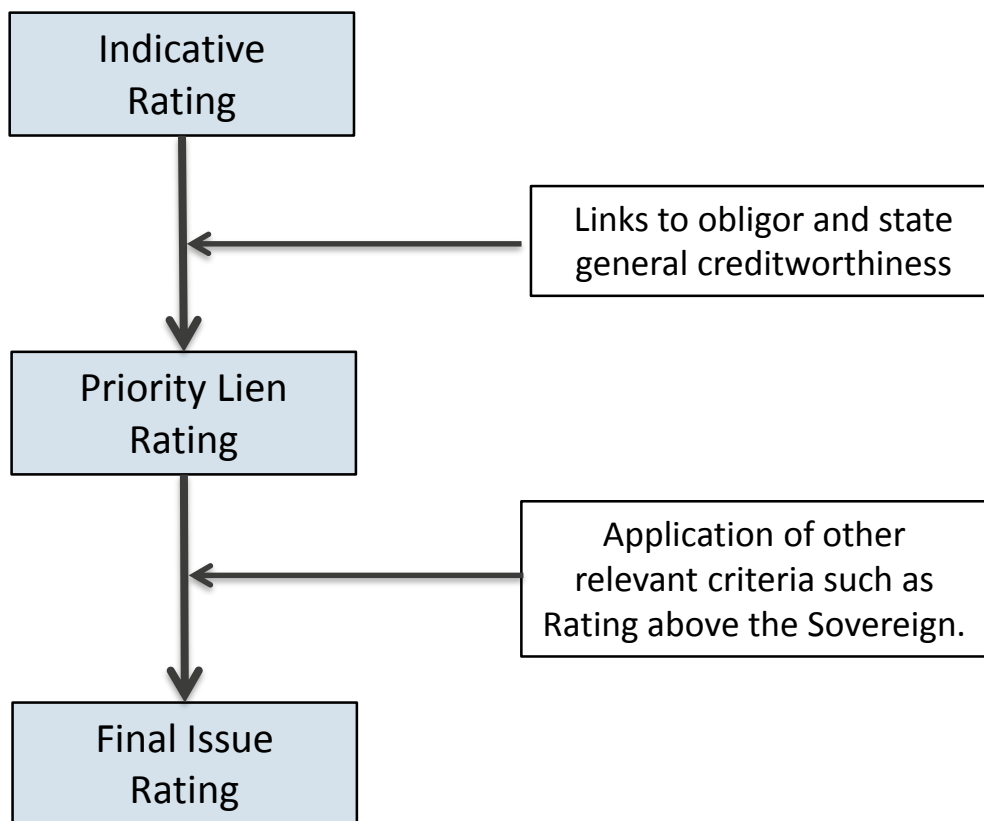 Indicative
Rating
Links to obligor and state
general creditworthiness
Priority Lien
Rating
Application of other
relevant criteria such as
Rating above the Sovereign.
Final Issue
Rating